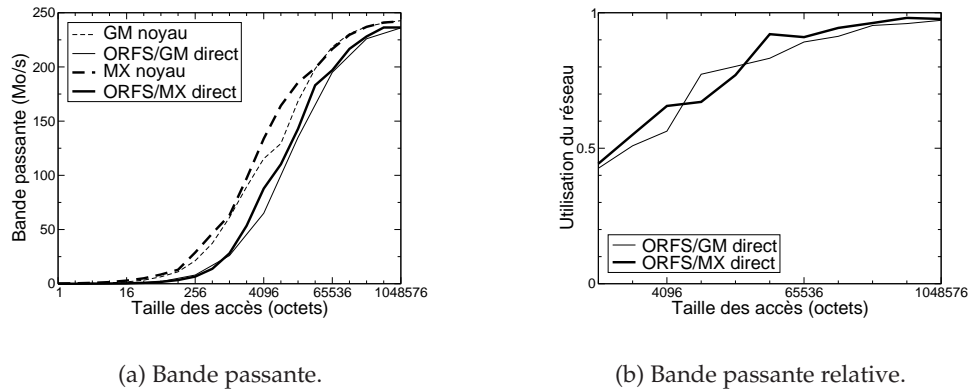 GM noyau
ORFS/GM direct
MX noyau
ORFS/MX direct
Bande passante (Mo/s)
250
200
150
100
50
0
1
16
256
4096
65536
1048576
Taille des accès (octets)
(a) Bande passante.
1
0.5
0
Utilisation du réseau
ORFS/GM direct
ORFS/MX direct
4096
65536
1048576
Taille des accès (octets)
(b) Bande passante relative.